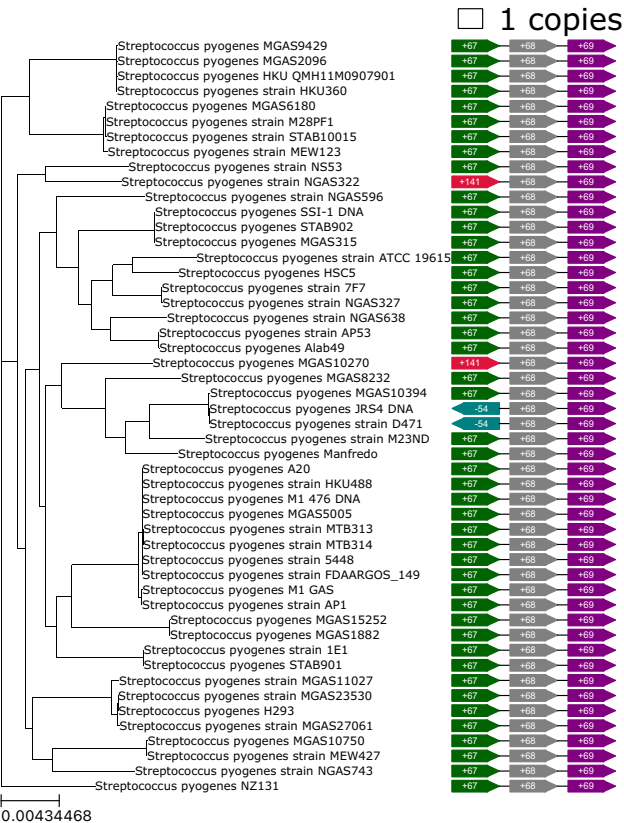 1 copies
Streptococcus pyogenes MGAS9429 +67 +68 +69
Streptococcus pyogenes MGAS2096 +67 +68 +69
Streptococcus pyogenes HKU QMH11M0907901 +67 +68 +69
Streptococcus pyogenes strain HKU360 +67 +68 +69
Streptococcus pyogenes MGAS6180 +67 +68 +69
Streptococcus pyogenes strain M28PF1 +67 +68 +69
Streptococcus pyogenes strain STAB10015 +67 +68 +69
Streptococcus pyogenes strain MEW123 +67 +68 +69
Streptococcus pyogenes strain NS53 +67 +68 +69
Streptococcus pyogenes strain NGAS322 +141 +68 +69
Streptococcus pyogenes strain NGAS596 +67 +68 +69
Streptococcus pyogenes SSI-1 DNA +67 +68 +69
Streptococcus pyogenes STAB902 +67 +68 +69
Streptococcus pyogenes MGAS315 +67 +68 +69
Streptococcus pyogenes strain ATCC 19615 +67 +68 +69
Streptococcus pyogenes HSC5 +67 +68 +69
Streptococcus pyogenes strain 7F7 +67 +68 +69
Streptococcus pyogenes strain NGAS327 +67 +68 +69
Streptococcus pyogenes strain NGAS638 +67 +68 +69
Streptococcus pyogenes strain AP53 +67 +68 +69
Streptococcus pyogenes Alab49 +67 +68 +69
Streptococcus pyogenes MGAS10270 +141 +68 +69
Streptococcus pyogenes MGAS8232 +67 +68 +69
Streptococcus pyogenes MGAS10394 +67 +68 +69
Streptococcus pyogenes JRS4 DNA -54 +68 +69
Streptococcus pyogenes strain D471 -54 +68 +69
Streptococcus pyogenes strain M23ND +67 +68 +69
Streptococcus pyogenes Manfredo +67 +68 +69
Streptococcus pyogenes A20 +67 +68 +69
Streptococcus pyogenes strain HKU488 +67 +68 +69
Streptococcus pyogenes M1 476 DNA +67 +68 +69
Streptococcus pyogenes MGAS5005 +67 +68 +69
Streptococcus pyogenes strain MTB313 +67 +68 +69
Streptococcus pyogenes strain MTB314 +67 +68 +69
Streptococcus pyogenes strain 5448 +67 +68 +69
Streptococcus pyogenes strain FDAARGOS_149 +67 +68 +69
Streptococcus pyogenes M1 GAS +67 +68 +69
Streptococcus pyogenes strain AP1 +67 +68 +69
Streptococcus pyogenes MGAS15252 +67 +68 +69
Streptococcus pyogenes MGAS1882 +67 +68 +69
Streptococcus pyogenes strain 1E1 +67 +68 +69
Streptococcus pyogenes STAB901 +67 +68 +69
Streptococcus pyogenes strain MGAS11027 +67 +68 +69
Streptococcus pyogenes strain MGAS23530 +67 +68 +69
Streptococcus pyogenes H293 +67 +68 +69
Streptococcus pyogenes strain MGAS27061 +67 +68 +69
Streptococcus pyogenes MGAS10750 +67 +68 +69
Streptococcus pyogenes strain MEW427 +67 +68 +69
Streptococcus pyogenes strain NGAS743 +67 +68 +69
Streptococcus pyogenes NZ131 +67 +68 +69
0.00434468